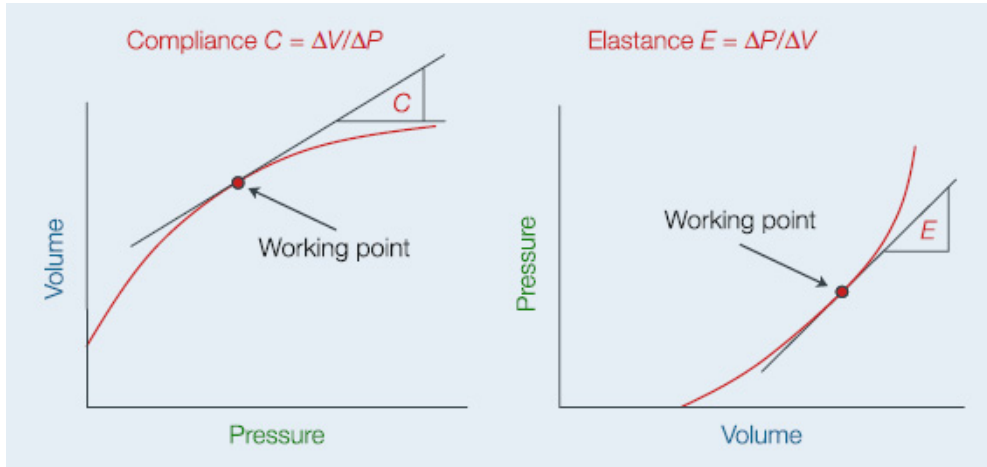 Compliance C = ΔV/ΔP
C
Working point
Volume
Pressure
Elastance E = ΔP/ΔV
Working point
E
Pressure
Volume